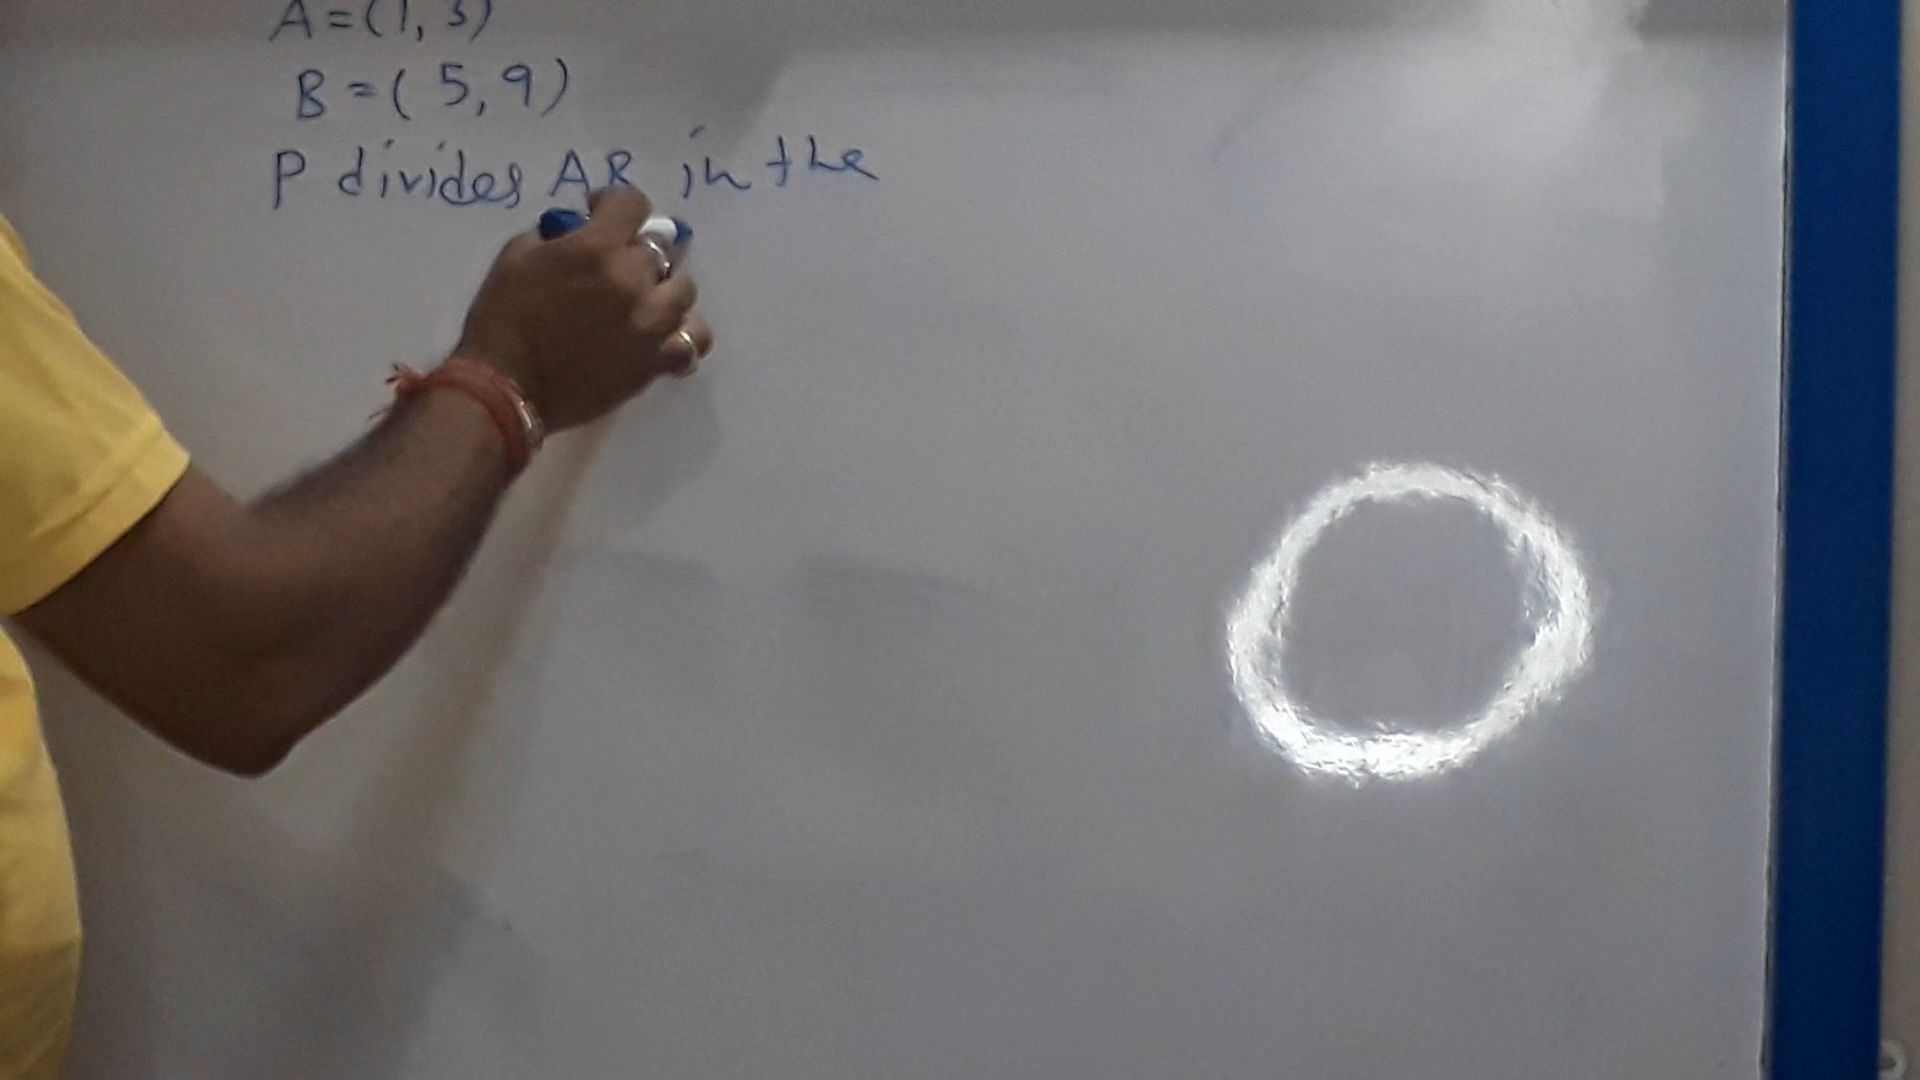 A = (1, 3)
B = ( 5, 9 )
P divides AB in the